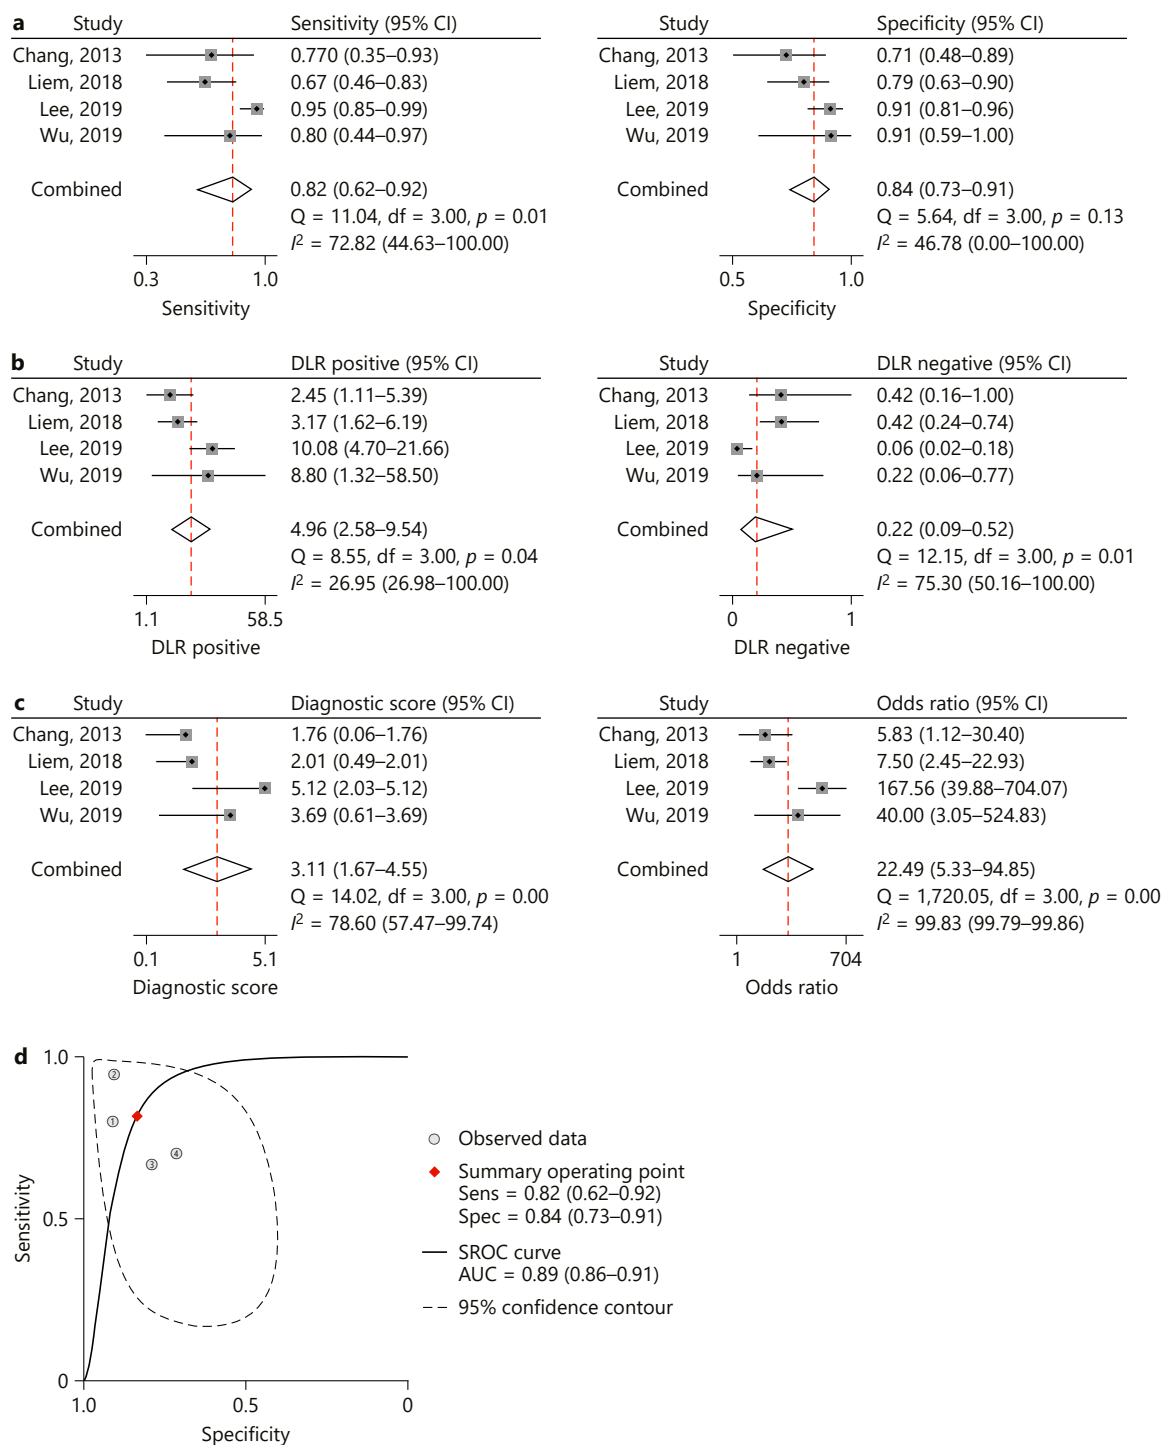 a Study Sensitivity (95% CI)
Chang, 2013 0.770 (0.35–0.93)
Liem, 2018 0.67 (0.46–0.83)
Lee, 2019 0.95 (0.85–0.99)
Wu, 2019 0.80 (0.44–0.97)
Combined 0.82 (0.62–0.92)
Q = 11.04, df = 3.00, p = 0.01
I² = 72.82 (44.63–100.00)
0.3 1.0
Sensitivity
Study Specificity (95% CI)
Chang, 2013 0.71 (0.48–0.89)
Liem, 2018 0.79 (0.63–0.90)
Lee, 2019 0.91 (0.81–0.96)
Wu, 2019 0.91 (0.59–1.00)
Combined 0.84 (0.73–0.91)
Q = 5.64, df = 3.00, p = 0.13
I² = 46.78 (0.00–100.00)
0.5 1.0
Specificity
b Study DLR positive (95% CI)
Chang, 2013 2.45 (1.11–5.39)
Liem, 2018 3.17 (1.62–6.19)
Lee, 2019 10.08 (4.70–21.66)
Wu, 2019 8.80 (1.32–58.50)
Combined 4.96 (2.58–9.54)
Q = 8.55, df = 3.00, p = 0.04
I² = 26.95 (26.98–100.00)
1.1 58.5
DLR positive
Study DLR negative (95% CI)
Chang, 2013 0.42 (0.16–1.00)
Liem, 2018 0.42 (0.24–0.74)
Lee, 2019 0.06 (0.02–0.18)
Wu, 2019 0.22 (0.06–0.77)
Combined 0.22 (0.09–0.52)
Q = 12.15, df = 3.00, p = 0.01
I² = 75.30 (50.16–100.00)
0 1
DLR negative
c Study Diagnostic score (95% CI)
Chang, 2013 1.76 (0.06–1.76)
Liem, 2018 2.01 (0.49–2.01)
Lee, 2019 5.12 (2.03–5.12)
Wu, 2019 3.69 (0.61–3.69)
Combined 3.11 (1.67–4.55)
Q = 14.02, df = 3.00, p = 0.00
I² = 78.60 (57.47–99.74)
0.1 5.1
Diagnostic score
Study Odds ratio (95% CI)
Chang, 2013 5.83 (1.12–30.40)
Liem, 2018 7.50 (2.45–22.93)
Lee, 2019 167.56 (39.88–704.07)
Wu, 2019 40.00 (3.05–524.83)
Combined 22.49 (5.33–94.85)
Q = 1,720.05, df = 3.00, p = 0.00
I² = 99.83 (99.79–99.86)
1 704
Odds ratio
d
1.0
0.5
0
Sensitivity
2
1
3
4
1.0 0.5 0
Specificity
Observed data
Summary operating point
Sens = 0.82 (0.62–0.92)
Spec = 0.84 (0.73–0.91)
SROC curve
AUC = 0.89 (0.86–0.91)
95% confidence contour